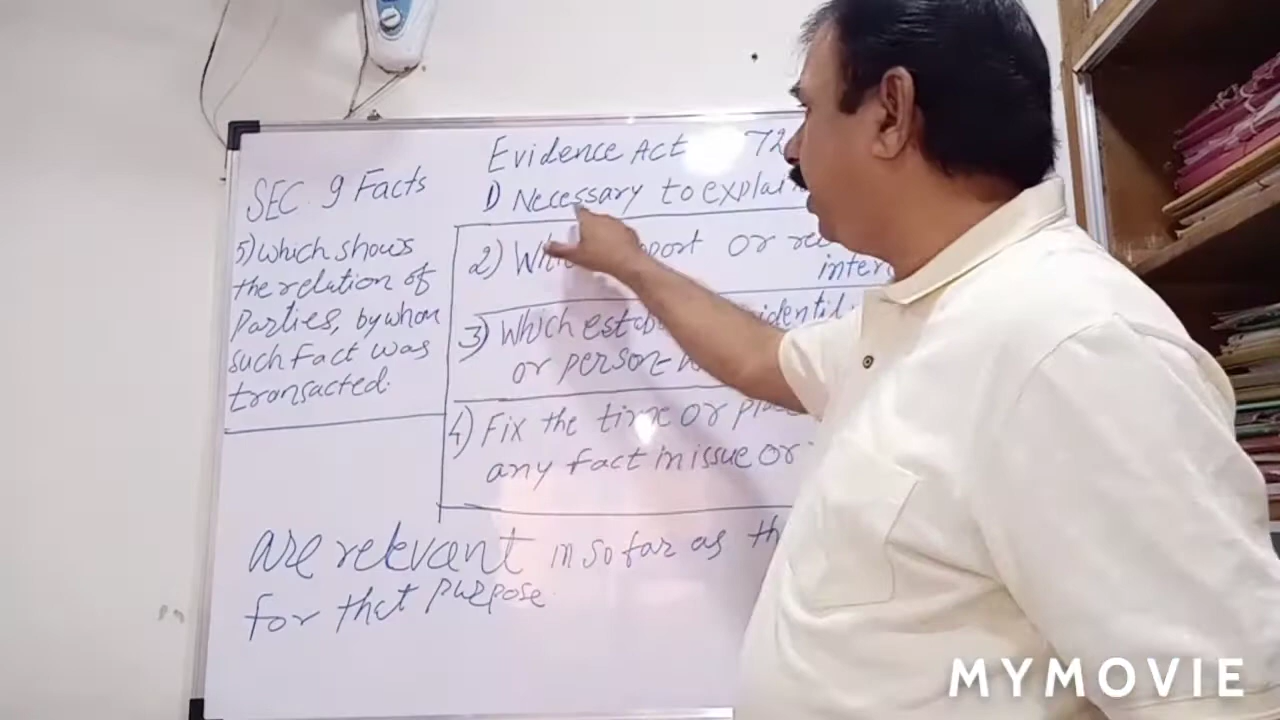 Evidence Act 72
SEC. 9 Facts
1) Necessary to explain
2) or
3) Which
or person
4) Fix the time or
any fact in issue or
5) Which shows
the relation of
Parties, by whom
such Fact was
transacted.
are relevant in so far as
for that purpose
MYMOVIE